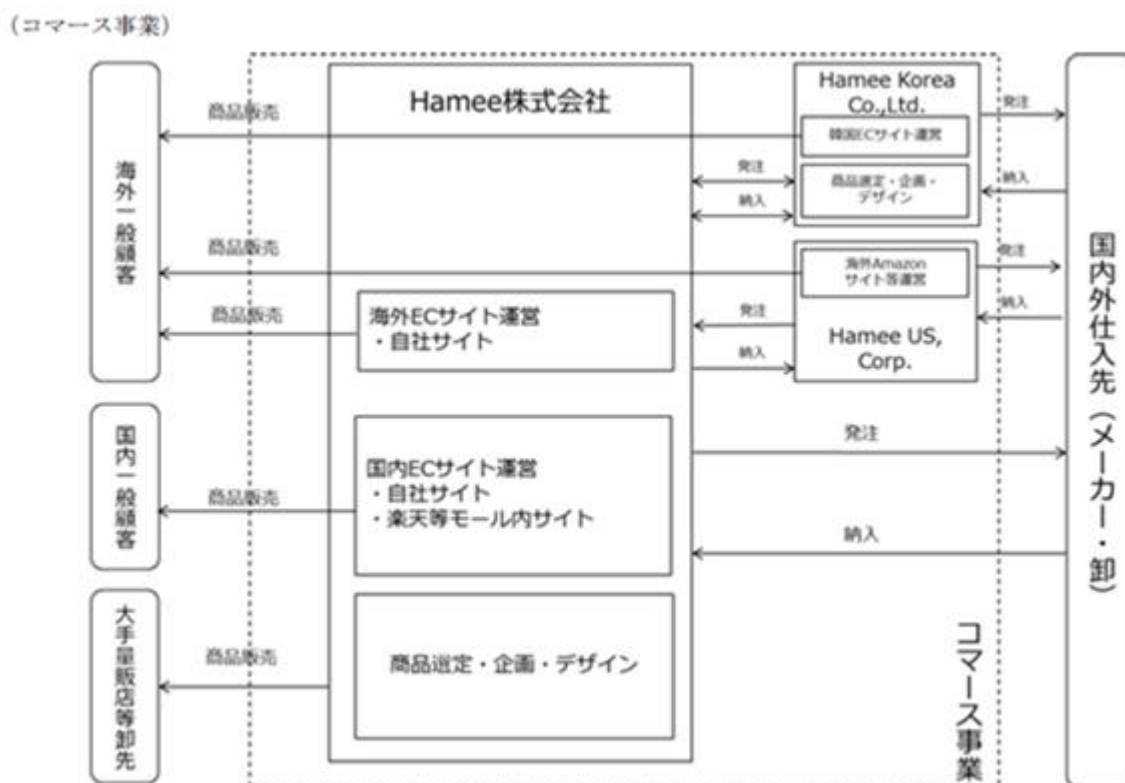 （コマース事業）
海外一般顧客
国内一般顧客
大手量販店等卸先
商品販売
商品販売
商品販売
商品販売
商品販売
Hamee株式会社
海外ECサイト運営
・自社サイト
国内ECサイト運営
・自社サイト
・楽天等モール内サイト
商品選定・企画・デザイン
発注
納入
発注
納入
Hamee Korea
Co.,Ltd.
韓国ECサイト運営
商品選定・企画・
デザイン
海外Amazon
サイト等運営
Hamee US,
Corp.
発注
納入
発注
納入
発注
納入
コマース事業
国内外仕入先（メーカー・卸）